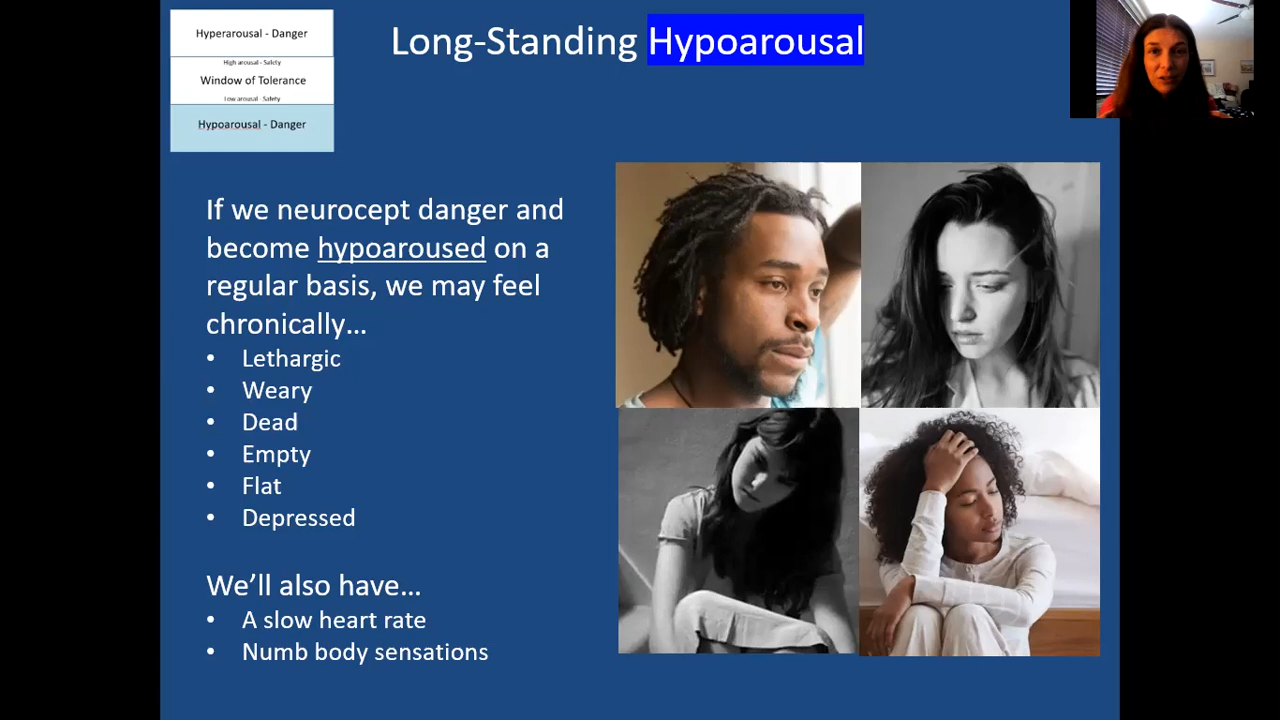 Hyperarousal - Danger
High arousal - Safety
Window of Tolerance
Low arousal - Safety
Hypoarousal - Danger
Long-Standing Hypoarousal
If we neurocept danger and
become hypoaroused on a
regular basis, we may feel
chronically…
• Lethargic
• Weary
• Dead
• Empty
• Flat
• Depressed
We’ll also have…
• A slow heart rate
• Numb body sensations